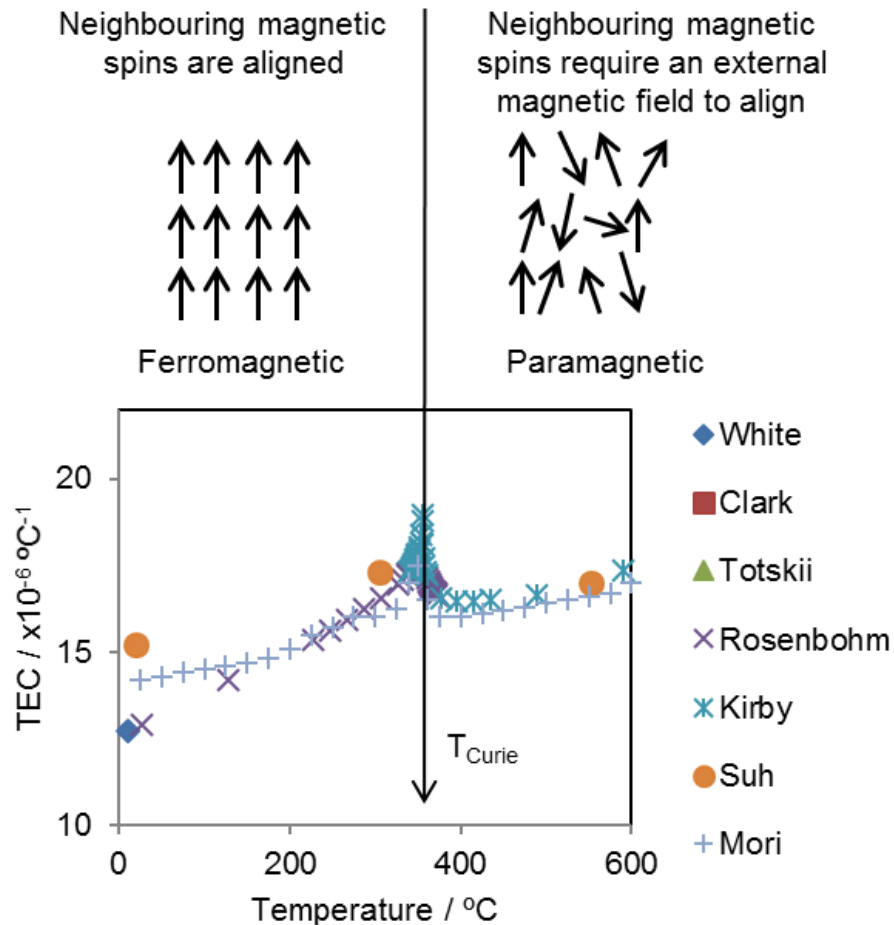 Neighbouring magnetic
spins are aligned
Neighbouring magnetic
spins require an external
magnetic field to align
Ferromagnetic
Paramagnetic
TEC / x10⁻⁶ ºC⁻¹
20
15
10
0
200
400
600
Temperature / ºC
T_Curie
White
Clark
Totskii
Rosenbohm
Kirby
Suh
Mori